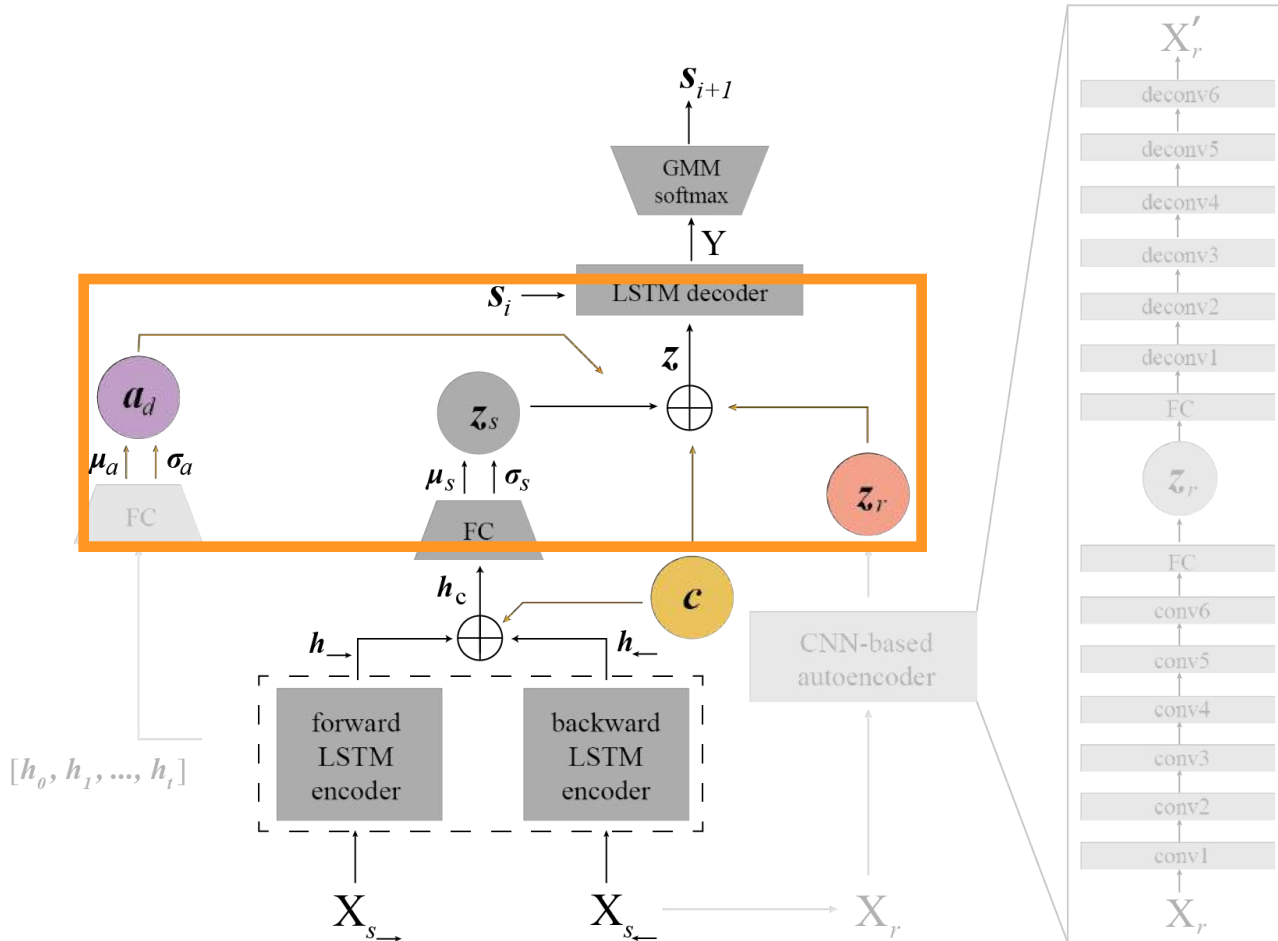 s_{i+1}
GMM
softmax
Y
s_i
LSTM decoder
z
a_d
z_s
z_r
μ_a σ_a
μ_s σ_s
FC
FC
h_c
c
h→
h←
forward
LSTM
encoder
backward
LSTM
encoder
CNN-based
autoencoder
[h_0, h_1, ..., h_t]
X_s→
X_s←
X_r
X'_r
deconv6
deconv5
deconv4
deconv3
deconv2
deconv1
FC
z_r
FC
conv6
conv5
conv4
conv3
conv2
conv1
X_r